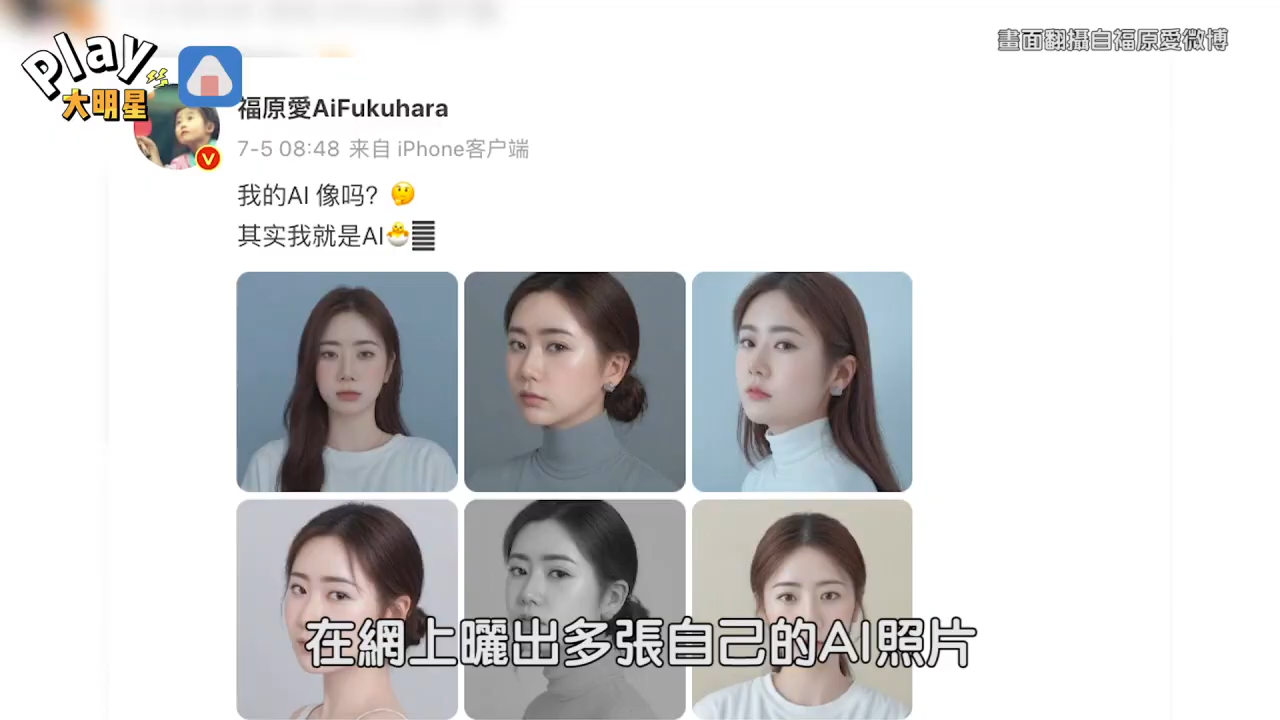 Play
大明星
畫面翻攝自福原愛微博
福原愛AiFukuhara
7-5 08:48 来自 iPhone客户端
我的AI 像吗？🤔
其实我就是AI🐣
在網上曬出多張自己的AI照片